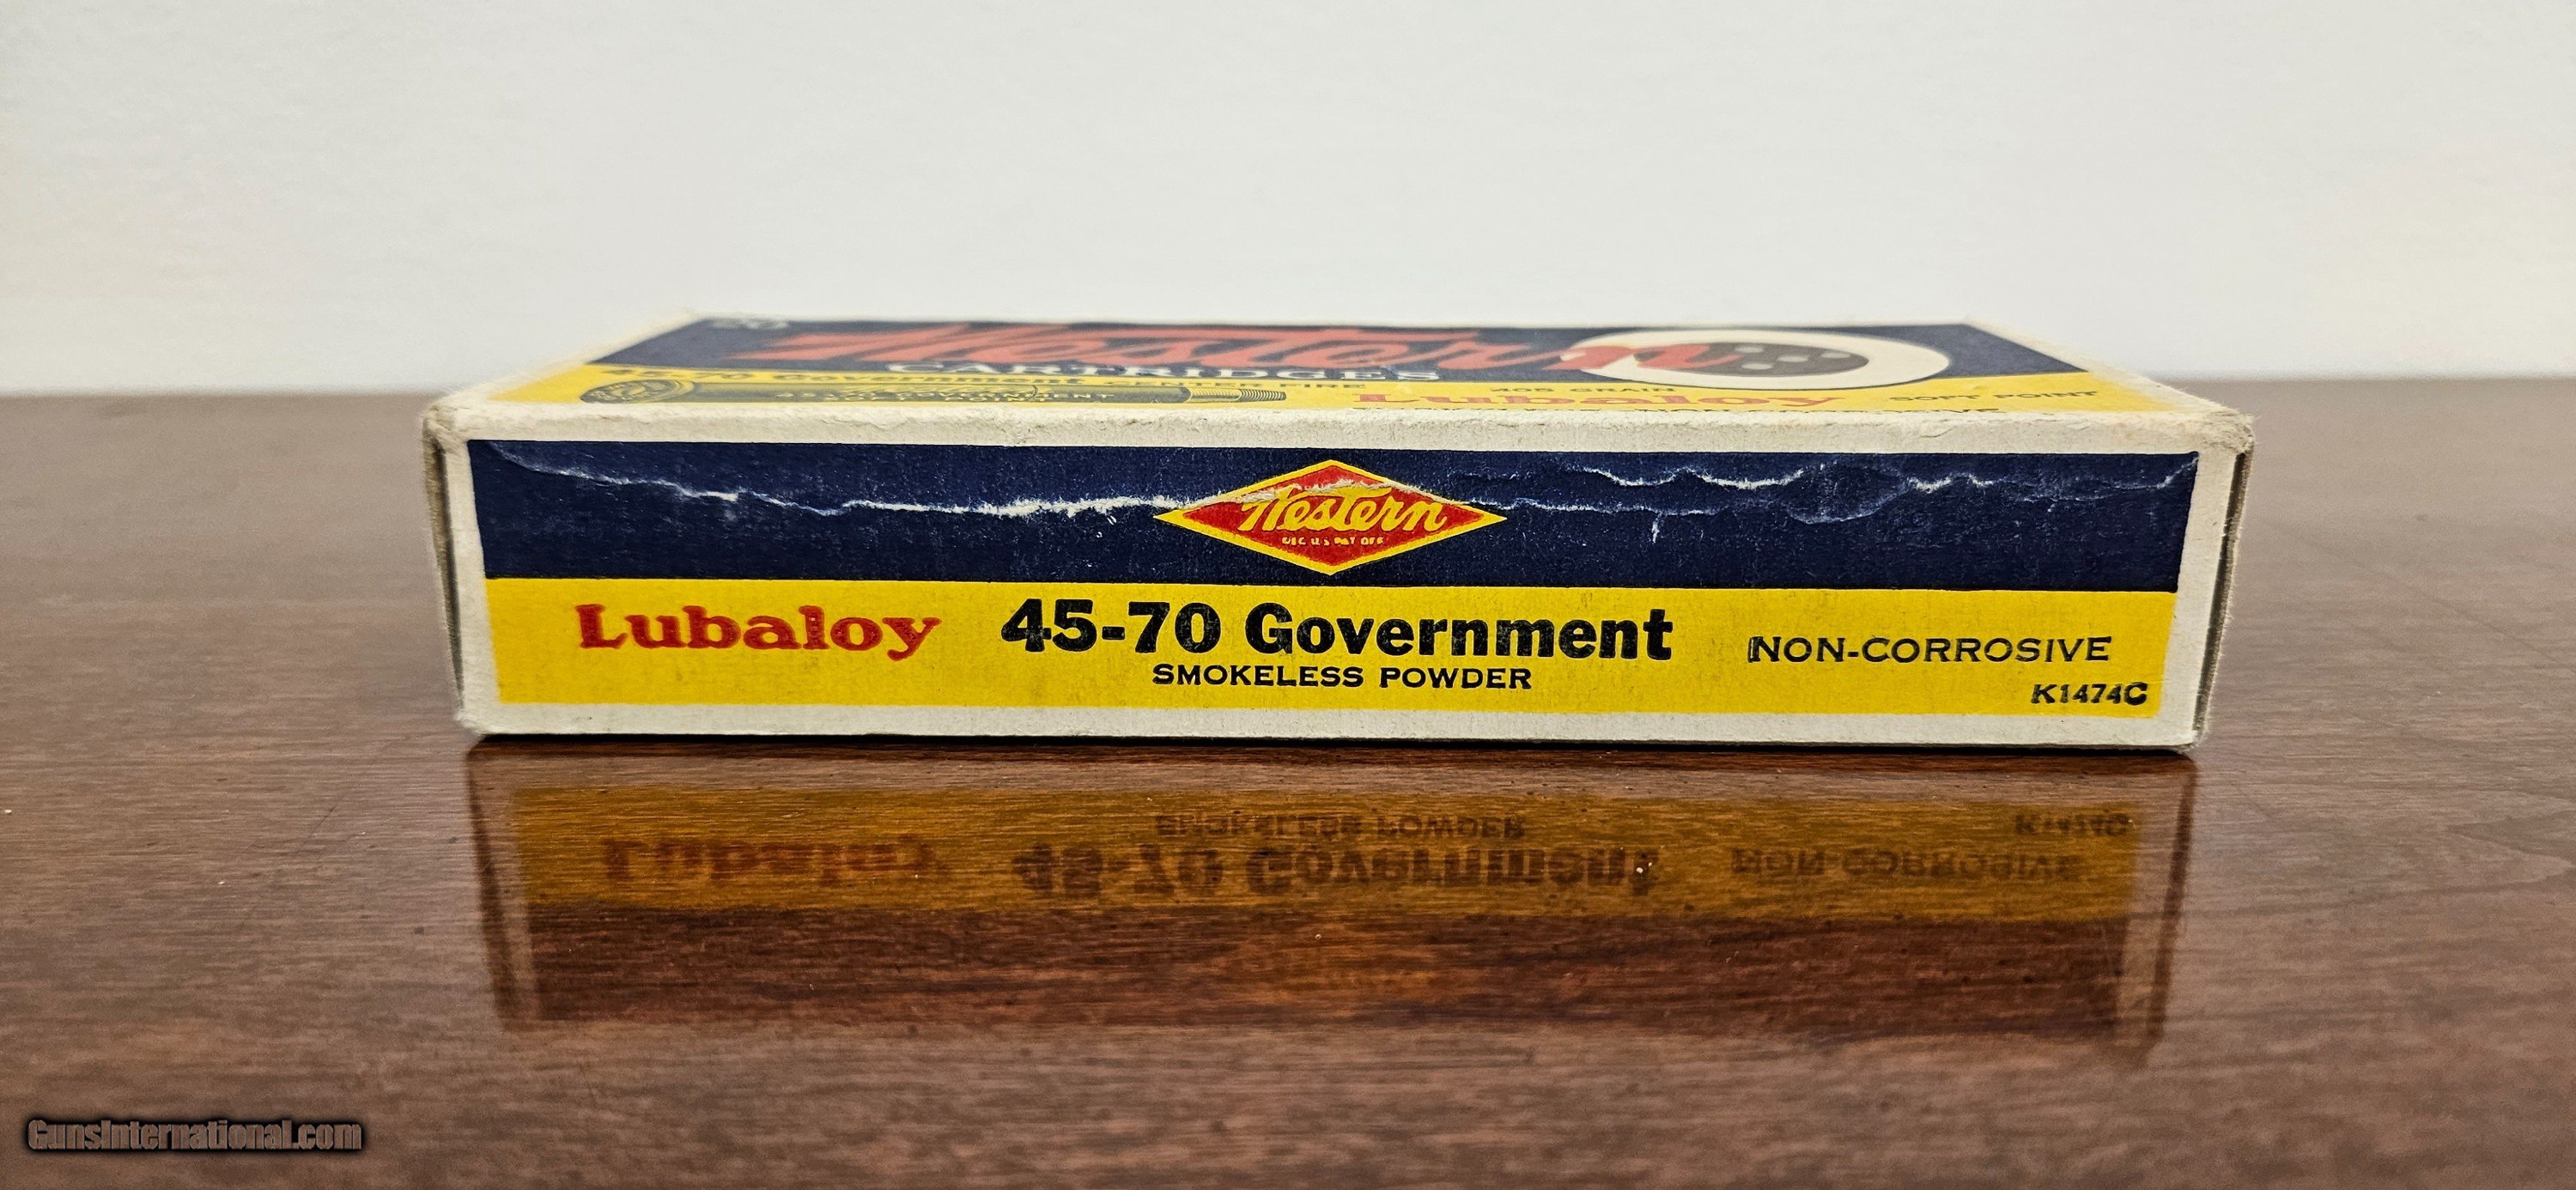 20
Western
CARTRIDGES
45-70 Government CENTER FIRE
405 GRAIN
Lubaloy SOFT POINT
Western
Lubaloy 45-70 Government NON-CORROSIVE
SMOKELESS POWDER
K1474C
GunsInternational.com